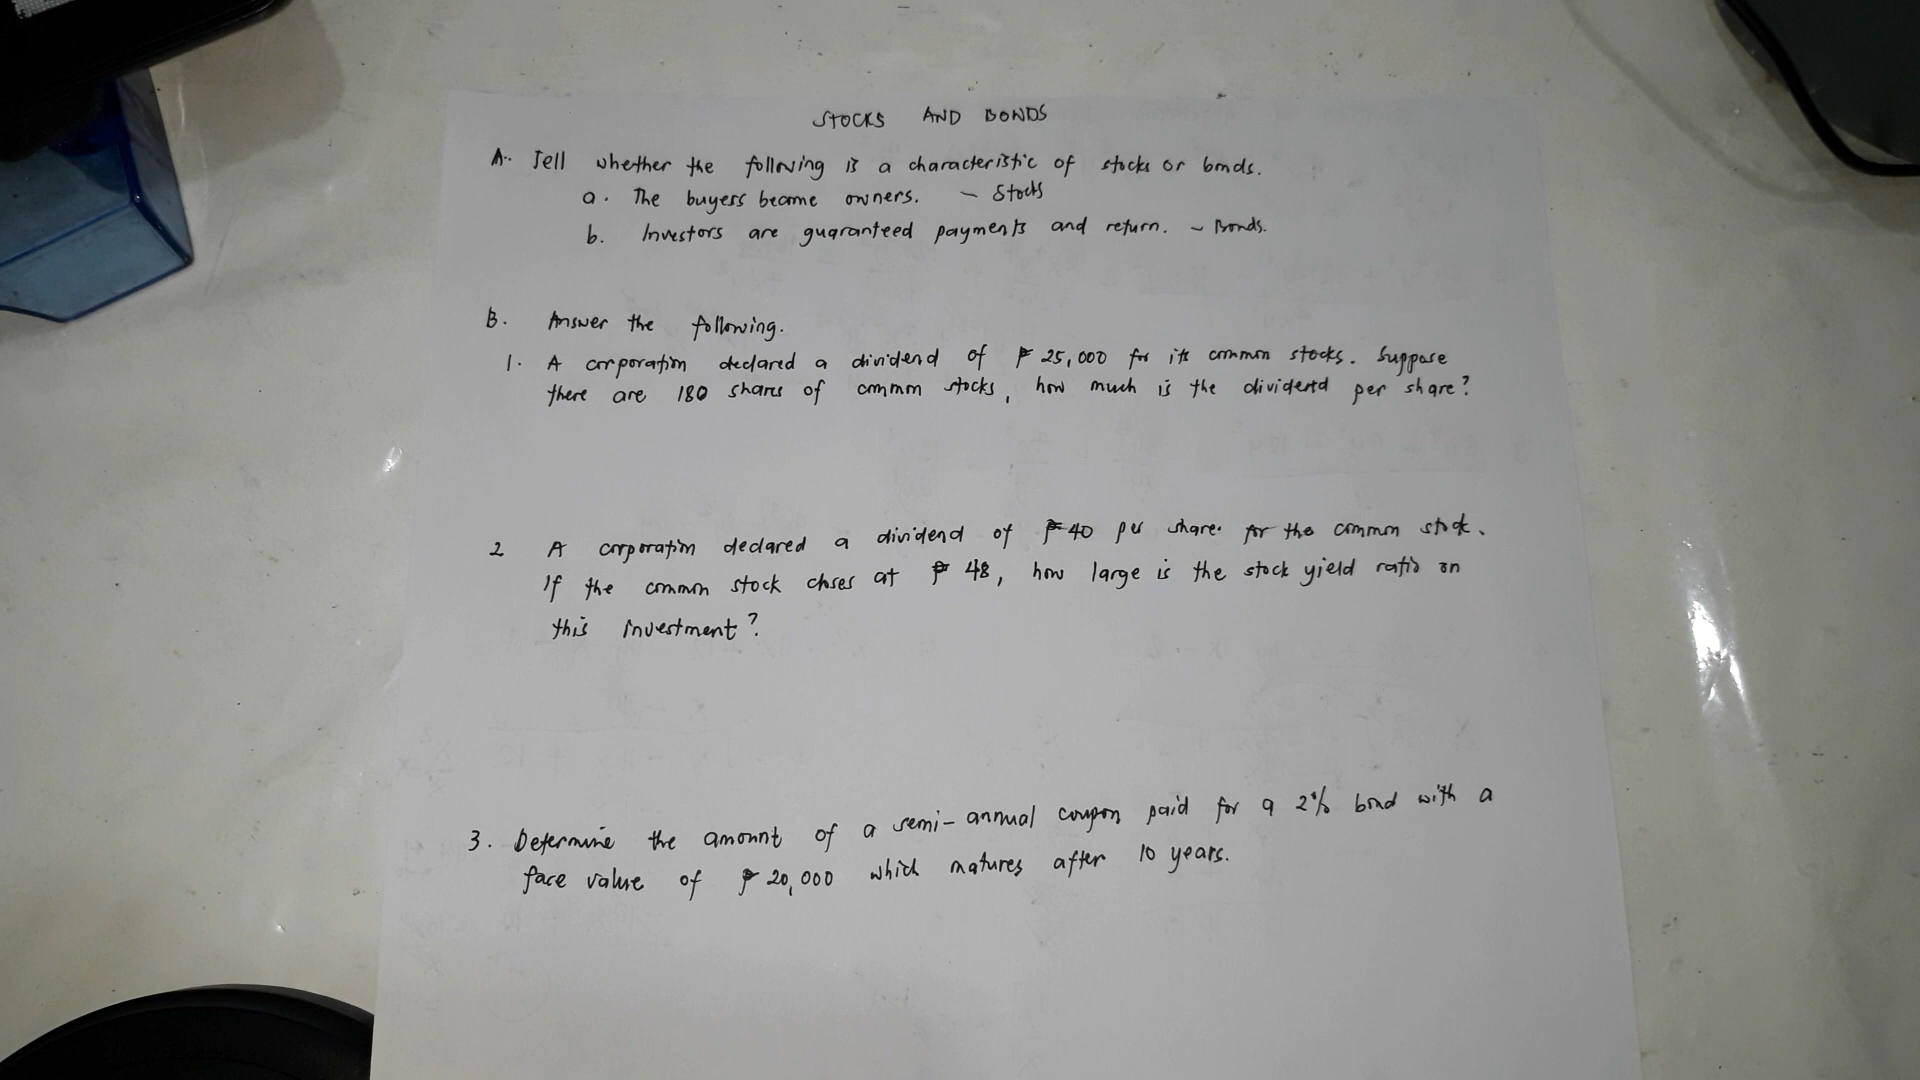 STOCKS AND BONDS
A. Tell whether the following is a characteristic of stocks or bonds.
a. The buyers become owners. - Stocks
b. Investors are guaranteed payments and return. - Bonds.
B. Answer the following.
1. A corporation declared a dividend of ₱ 25,000 for its common stocks. Suppose
there are 180 shares of common stocks, how much is the dividend per share?
2 A corporation declared a dividend of ₱ 40 per share for the common stock.
If the common stock closes at ₱ 48, how large is the stock yield ratio on
this investment?
3. Determine the amount of a semi-annual coupon paid for a 2% bond with a
face value of ₱ 20,000 which matures after 10 years.